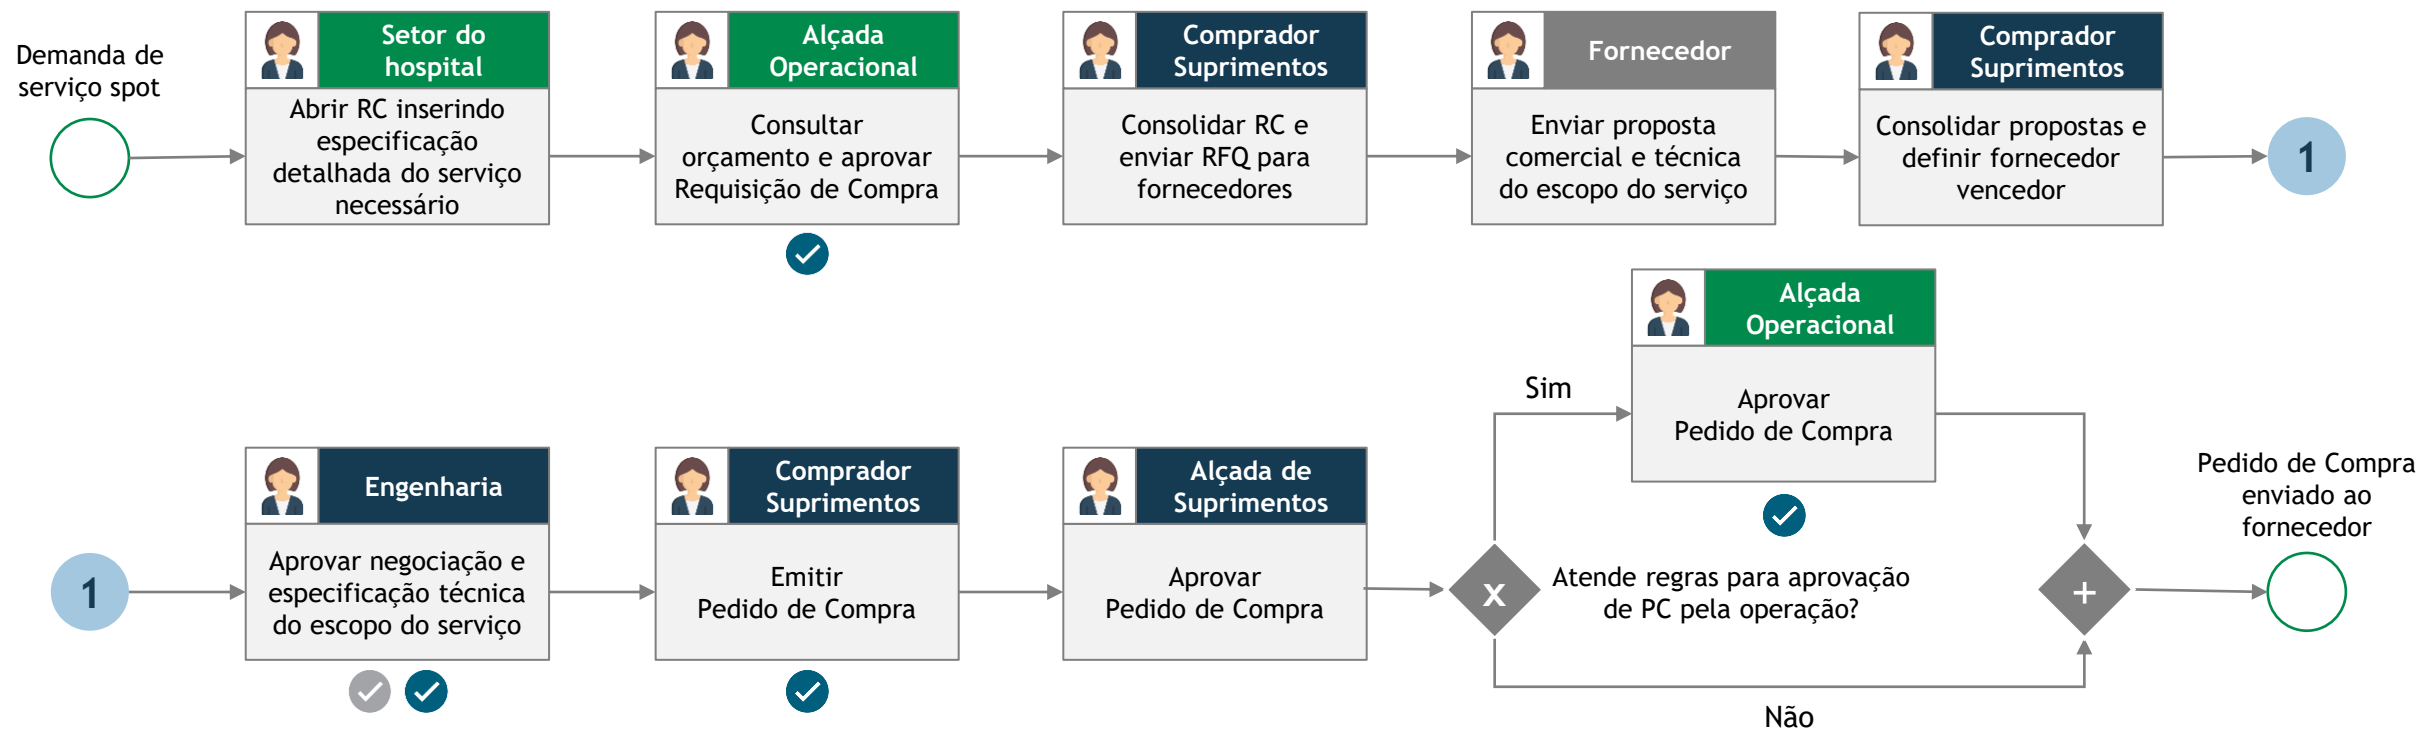 Demanda de
serviço spot
Setor do
hospital
Abrir RC inserindo
especificação
detalhada do serviço
necessário
Alçada
Operacional
Consultar
orçamento e aprovar
Requisição de Compra
Comprador
Suprimentos
Consolidar RC e
enviar RFQ para
fornecedores
Fornecedor
Enviar proposta
comercial e técnica
do escopo do serviço
Comprador
Suprimentos
Consolidar propostas e
definir fornecedor
vencedor
1
1
Engenharia
Aprovar negociação e
especificação técnica
do escopo do serviço
Comprador
Suprimentos
Emitir
Pedido de Compra
Alçada de
Suprimentos
Aprovar
Pedido de Compra
x
Atende regras para aprovação
de PC pela operação?
Sim
Alçada
Operacional
Aprovar
Pedido de Compra
Não
+
Pedido de Compra
enviado ao
fornecedor